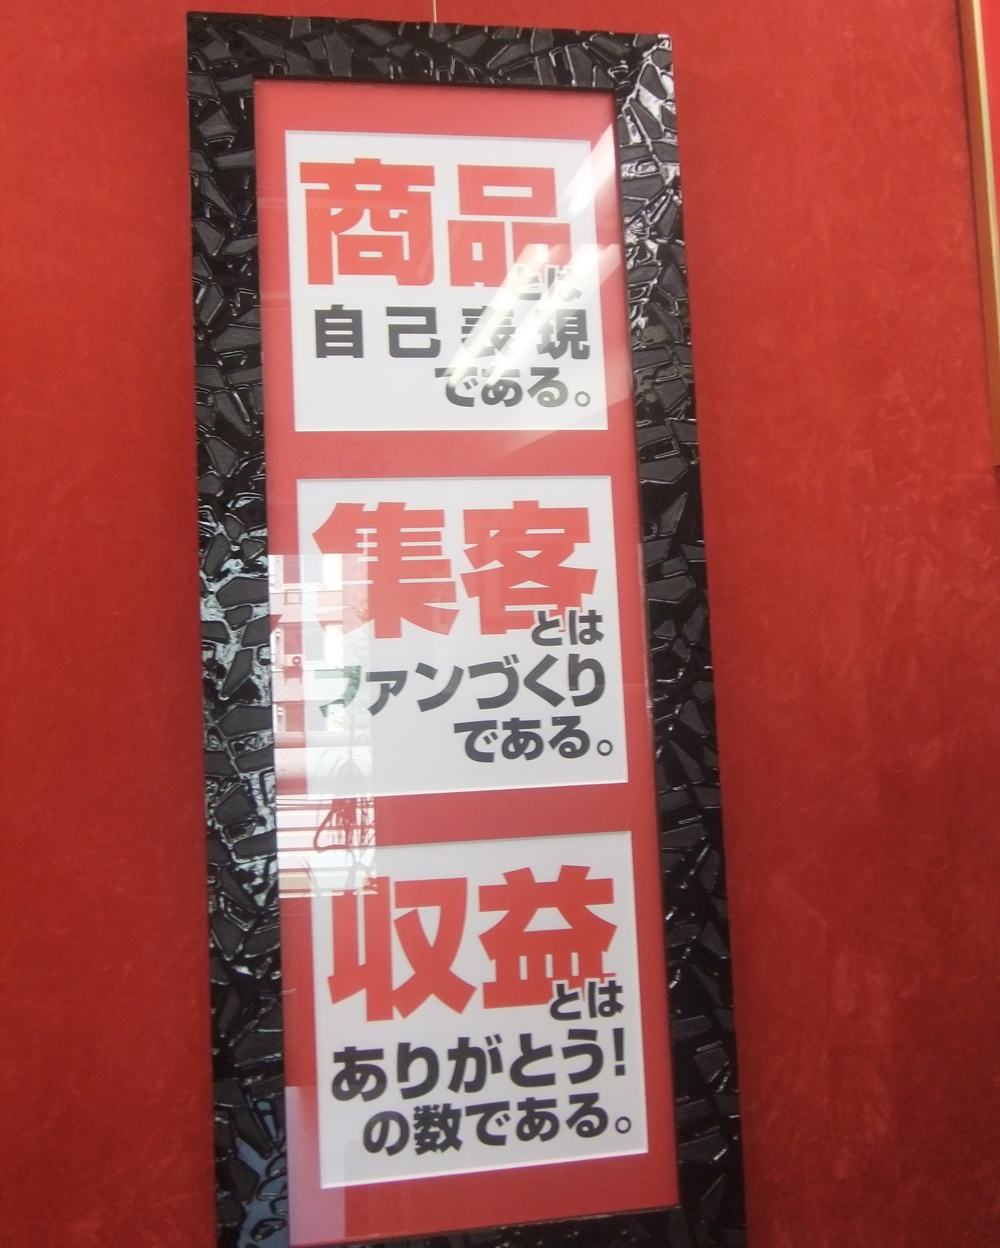 商品
とは
自己表現
である。
集客
とは
ファンづくり
である。
収益
とは
ありがとう!
の数である。